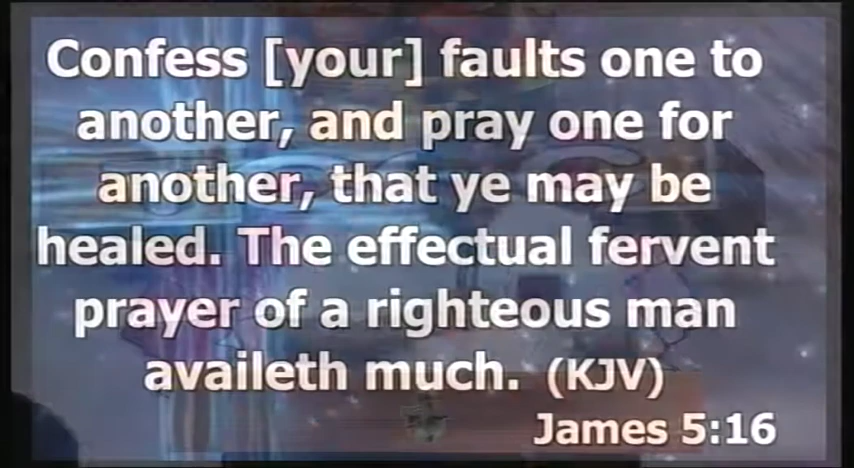 Confess [your] faults one to
another, and pray one for
another, that ye may be
healed. The effectual fervent
prayer of a righteous man
availeth much. (KJV)
James 5:16